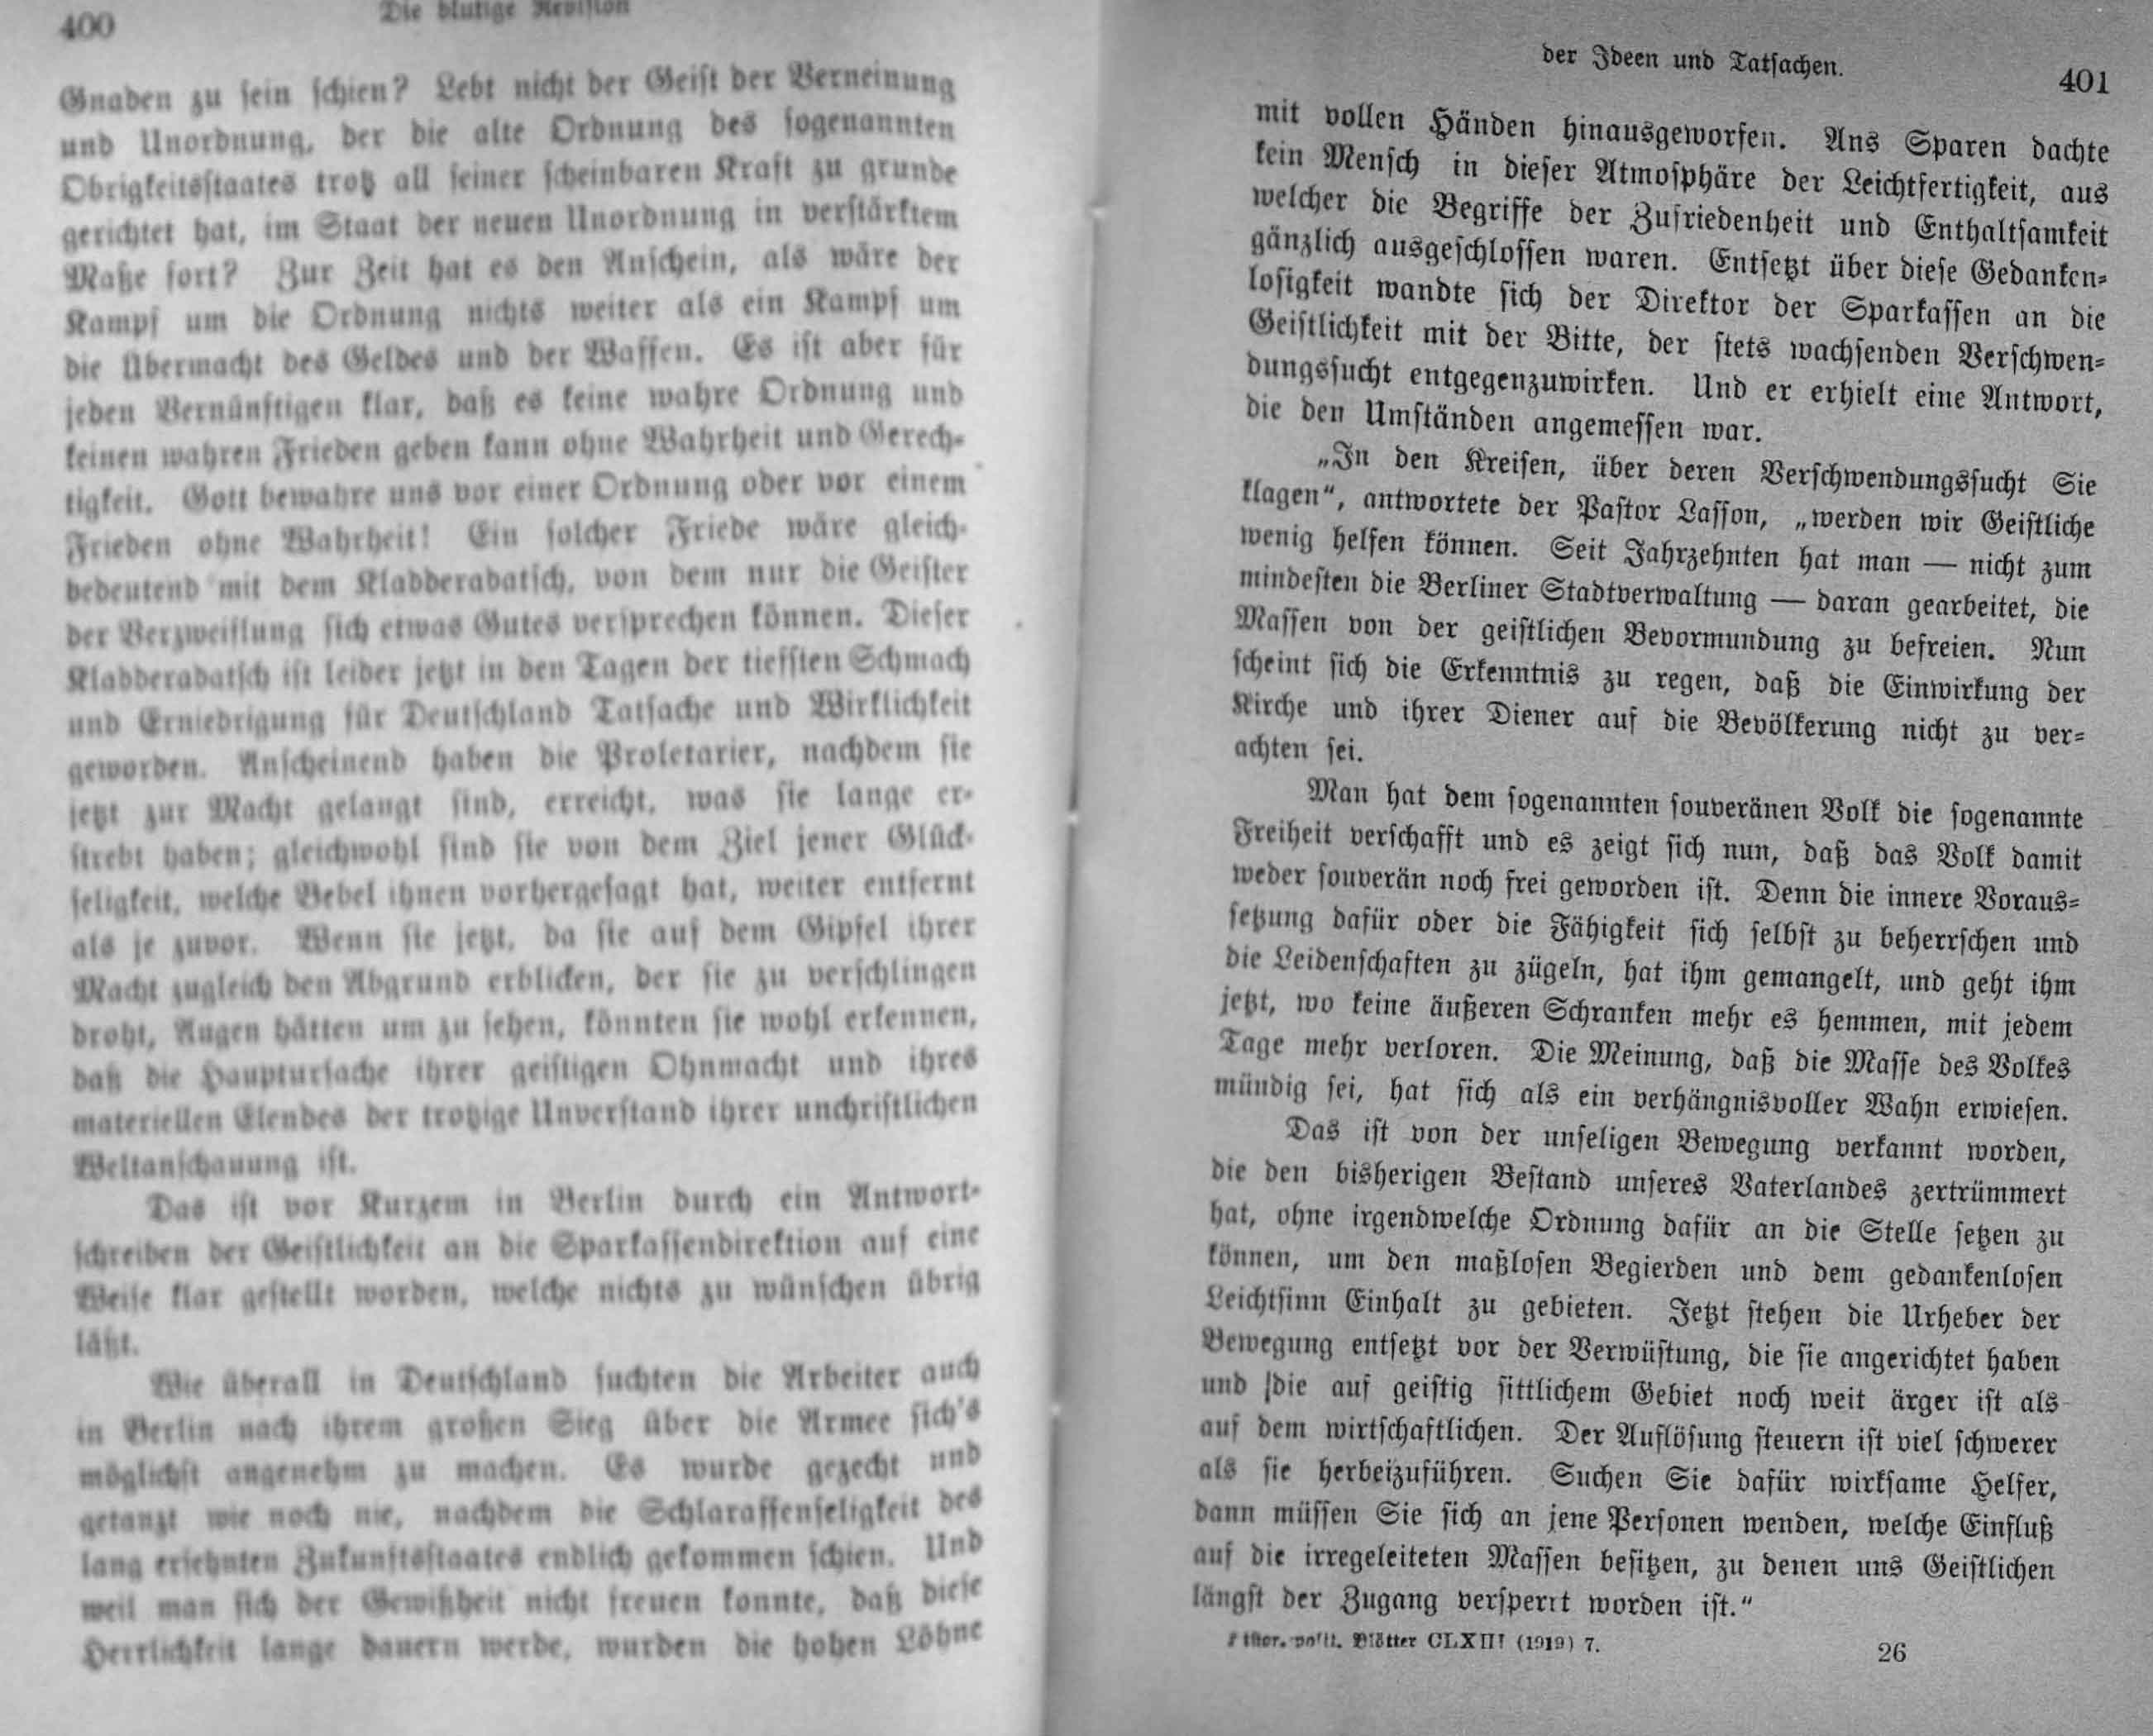 400
Die blutige Revision
Gnaden zu sein schien? Lebt nicht der Geist der Verneinung
und Unordnung, der die alte Ordnung des sogenannten
Obrigkeitsstaates trotz all seiner scheinbaren Kraft zu grunde
gerichtet hat, im Staat der neuen Unordnung in verstärktem
Maße fort? Zur Zeit hat es den Anschein, als wäre der
Kampf um die Ordnung nichts weiter als ein Kampf um
die Übermacht des Geldes und der Waffen. Es ist aber für
jeden Vernünftigen klar, daß es keine wahre Ordnung und
keinen wahren Frieden geben kann ohne Wahrheit und Gerech-
tigkeit. Gott bewahre uns vor einer Ordnung oder vor einem
Frieden ohne Wahrheit! Ein solcher Friede wäre gleich-
bedeutend mit dem Kladderadatsch, von dem nur die Geister
der Verzweiflung sich etwas Gutes versprechen können. Dieser
Kladderadatsch ist leider jetzt in den Tagen der tiefsten Schmach
und Erniedrigung für Deutschland Tatsache und Wirklichkeit
geworden. Anscheinend haben die Proletarier, nachdem sie
jetzt zur Macht gelangt sind, erreicht, was sie lange er-
strebt haben; gleichwohl sind sie von dem Ziel jener Glück-
seligkeit, welche Bebel ihnen vorhergesagt hat, weiter entfernt
als je zuvor. Wenn sie jetzt, da sie auf dem Gipfel ihrer
Macht zugleich den Abgrund erblicken, der sie zu verschlingen
droht, Augen hätten um zu sehen, könnten sie wohl erkennen,
daß die Hauptursache ihrer geistigen Ohnmacht und ihres
materiellen Elendes der trotzige Unverstand ihrer unchristlichen
Weltanschauung ist.
Das ist vor Kurzem in Berlin durch ein Antwort-
schreiben der Geistlichkeit an die Sparkassendirektion auf eine
Weise klar gestellt worden, welche nichts zu wünschen übrig
läßt.
Wie überall in Deutschland suchten die Arbeiter auch
in Berlin nach ihrem großen Sieg über die Armee sich's
möglichst angenehm zu machen. Es wurde gezecht und
getanzt wie noch nie, nachdem die Schlaraffenseligkeit des
lang ersehnten Zukunftsstaates endlich gekommen schien. Und
weil man sich der Gewißheit nicht freuen konnte, daß diese
Herrlichkeit lange dauern werde, wurden die hohen Löhne
der Ideen und Tatsachen.
401
mit vollen Händen hinausgeworfen. Ans Sparen dachte
kein Mensch in dieser Atmosphäre der Leichtfertigkeit, aus
welcher die Begriffe der Zufriedenheit und Enthaltsamkeit
gänzlich ausgeschlossen waren. Entsetzt über diese Gedanken-
losigkeit wandte sich der Direktor der Sparkassen an die
Geistlichkeit mit der Bitte, der stets wachsenden Verschwen-
dungssucht entgegenzuwirken. Und er erhielt eine Antwort,
die den Umständen angemessen war.
„In den Kreisen, über deren Verschwendungssucht Sie
klagen“, antwortete der Pastor Lasson, „werden wir Geistliche
wenig helfen können. Seit Jahrzehnten hat man — nicht zum
mindesten die Berliner Stadtverwaltung — daran gearbeitet, die
Massen von der geistlichen Bevormundung zu befreien. Nun
scheint sich die Erkenntnis zu regen, daß die Einwirkung der
Kirche und ihrer Diener auf die Bevölkerung nicht zu ver-
achten sei.
Man hat dem sogenannten souveränen Volk die sogenannte
Freiheit verschafft und es zeigt sich nun, daß das Volk damit
weder souverän noch frei geworden ist. Denn die innere Voraus-
setzung dafür oder die Fähigkeit sich selbst zu beherrschen und
die Leidenschaften zu zügeln, hat ihm gemangelt, und geht ihm
jetzt, wo keine äußeren Schranken mehr es hemmen, mit jedem
Tage mehr verloren. Die Meinung, daß die Masse des Volkes
mündig sei, hat sich als ein verhängnisvoller Wahn erwiesen.
Das ist von der unseligen Bewegung verkannt worden,
die den bisherigen Bestand unseres Vaterlandes zertrümmert
hat, ohne irgendwelche Ordnung dafür an die Stelle setzen zu
können, um den maßlosen Begierden und dem gedankenlosen
Leichtsinn Einhalt zu gebieten. Jetzt stehen die Urheber der
Bewegung entsetzt vor der Verwüstung, die sie angerichtet haben
und die auf geistig sittlichem Gebiet noch weit ärger ist als
auf dem wirtschaftlichen. Der Auflösung steuern ist viel schwerer
als sie herbeizuführen. Suchen Sie dafür wirksame Helfer,
dann müssen Sie sich an jene Personen wenden, welche Einfluß
auf die irregeleiteten Massen besitzen, zu denen uns Geistlichen
längst der Zugang versperrt worden ist.“
Histor.-polit. Blätter CLXIII (1919) 7.
26